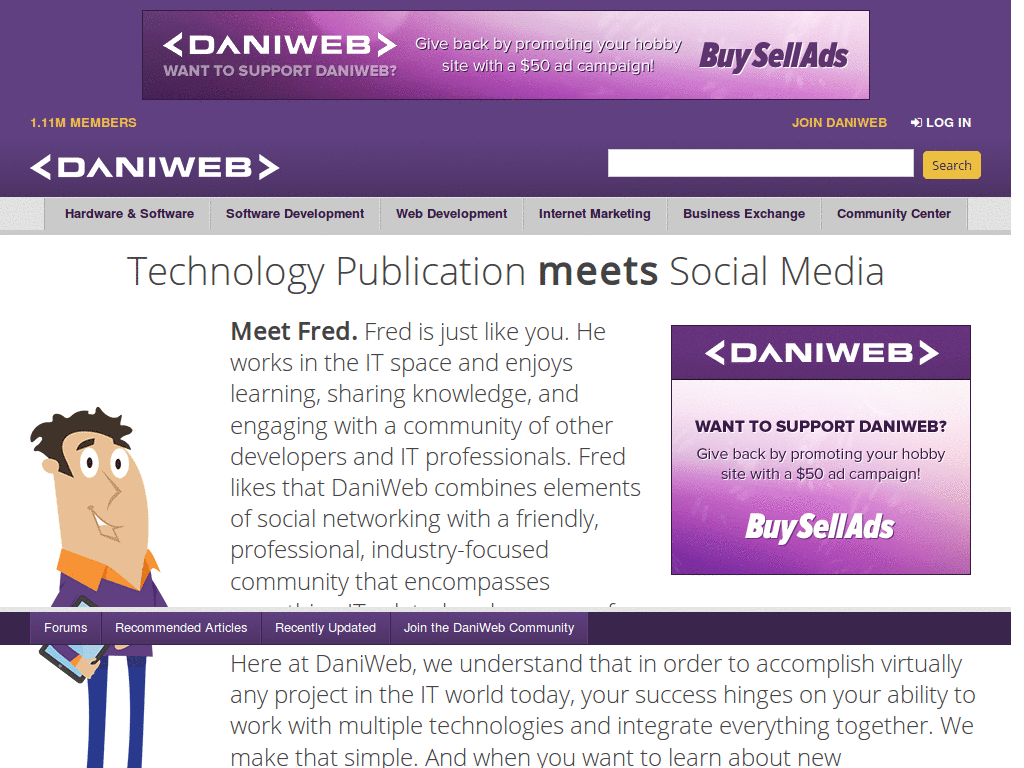 <DANIWEB>
WANT TO SUPPORT DANIWEB?
Give back by promoting your hobby
site with a $50 ad campaign!
BuySellAds
1.11M MEMBERS
JOIN DANIWEB
LOG IN
<DANIWEB>
Search
Hardware & Software
Software Development
Web Development
Internet Marketing
Business Exchange
Community Center
Technology Publication meets Social Media
Meet Fred. Fred is just like you. He
works in the IT space and enjoys
learning, sharing knowledge, and
engaging with a community of other
developers and IT professionals. Fred
likes that DaniWeb combines elements
of social networking with a friendly,
professional, industry-focused
community that encompasses
<DANIWEB>
WANT TO SUPPORT DANIWEB?
Give back by promoting your hobby
site with a $50 ad campaign!
BuySellAds
Forums
Recommended Articles
Recently Updated
Join the DaniWeb Community
Here at DaniWeb, we understand that in order to accomplish virtually
any project in the IT world today, your success hinges on your ability to
work with multiple technologies and integrate everything together. We
make that simple. And when you want to learn about new